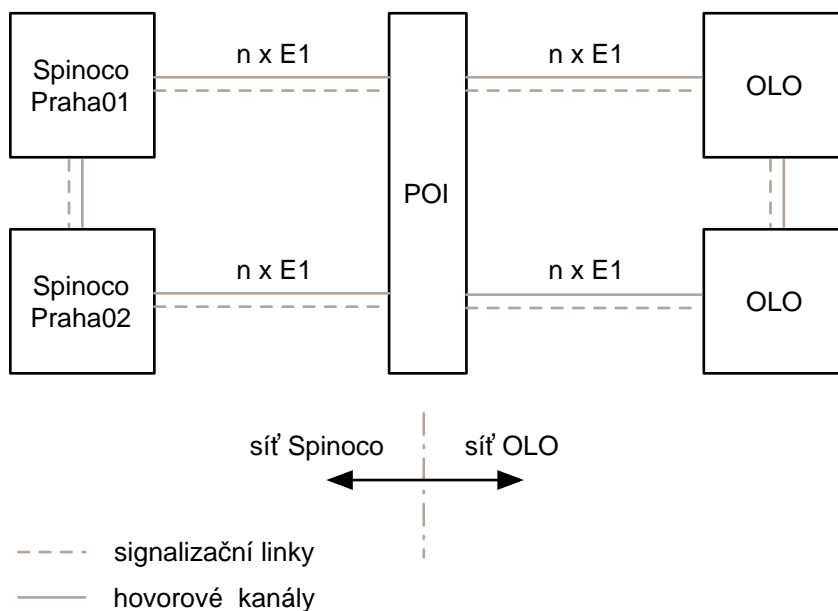 Spinoco
Praha01
n x E1
n x E1
OLO
POI
Spinoco
Praha02
n x E1
n x E1
OLO
síť Spinoco
síť OLO
signalizační linky
hovorové kanály